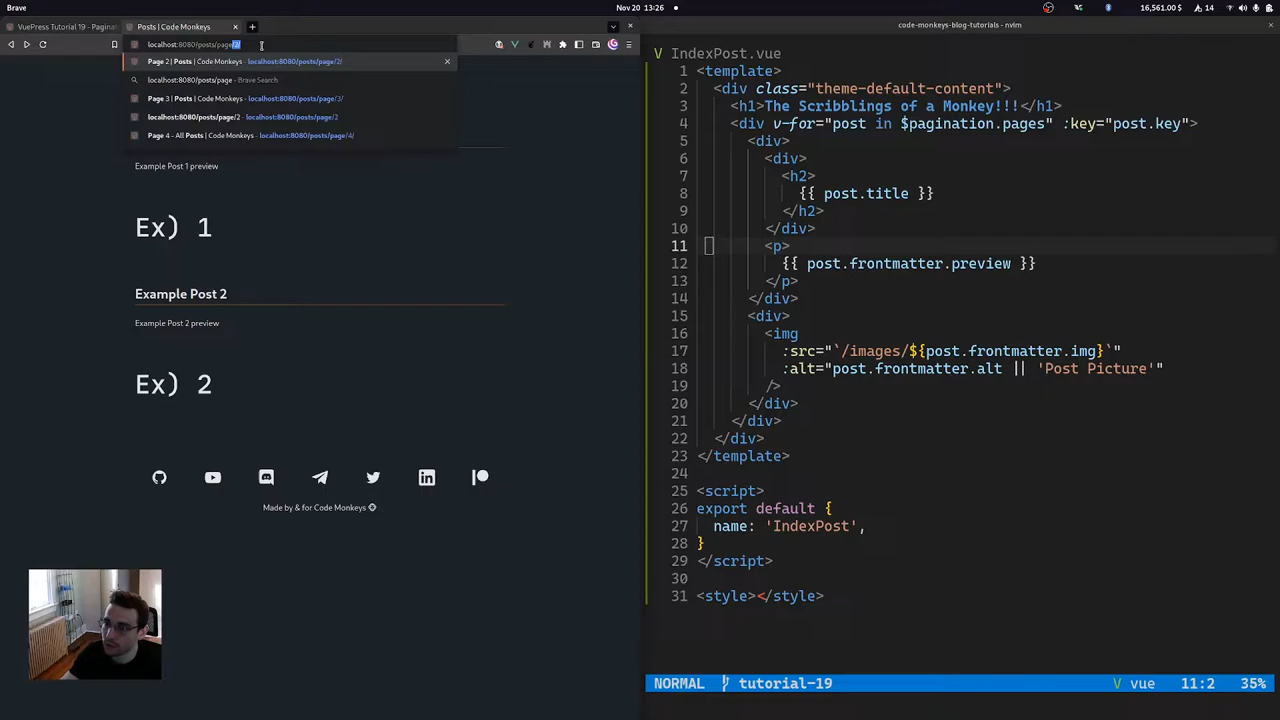 Brave
Nov 20 13:26
16,561.00
14
VuePress Tutorial 19 - Paginat
Posts | Code Monkeys
code-monkeys-blog-tutorials - nvim
localhost:8080/posts/page/2/
Page 2 | Posts | Code Monkeys - localhost:8080/posts/page/2/
localhost:8080/posts/page - Brave Search
Page 3 | Posts | Code Monkeys - localhost:8080/posts/page/3/
localhost:8080/posts/page/2 - localhost:8080/posts/page/2
Page 4 - All Posts | Code Monkeys - localhost:8080/posts/page/4/
Example Post 1 preview
Ex) 1
Example Post 2
Example Post 2 preview
Ex) 2
Made by & for Code Monkeys
V IndexPost.vue
1 <template>
2 <div class="theme-default-content">
3 <h1>The Scribblings of a Monkey!!!</h1>
4 <div v-for="post in $pagination.pages" :key="post.key">
5 <div>
6 <div>
7 <h2>
8 {{ post.title }}
9 </h2>
10 </div>
11 <p>
12 {{ post.frontmatter.preview }}
13 </p>
14 </div>
15 <div>
16 <img
17 :src="`/images/${post.frontmatter.img}`"
18 :alt="post.frontmatter.alt || 'Post Picture'"
19 />
20 </div>
21 </div>
22 </div>
23 </template>
24
25 <script>
26 export default {
27 name: 'IndexPost',
28 }
29 </script>
30
31 <style></style>
NORMAL tutorial-19 V vue 11:2 35%